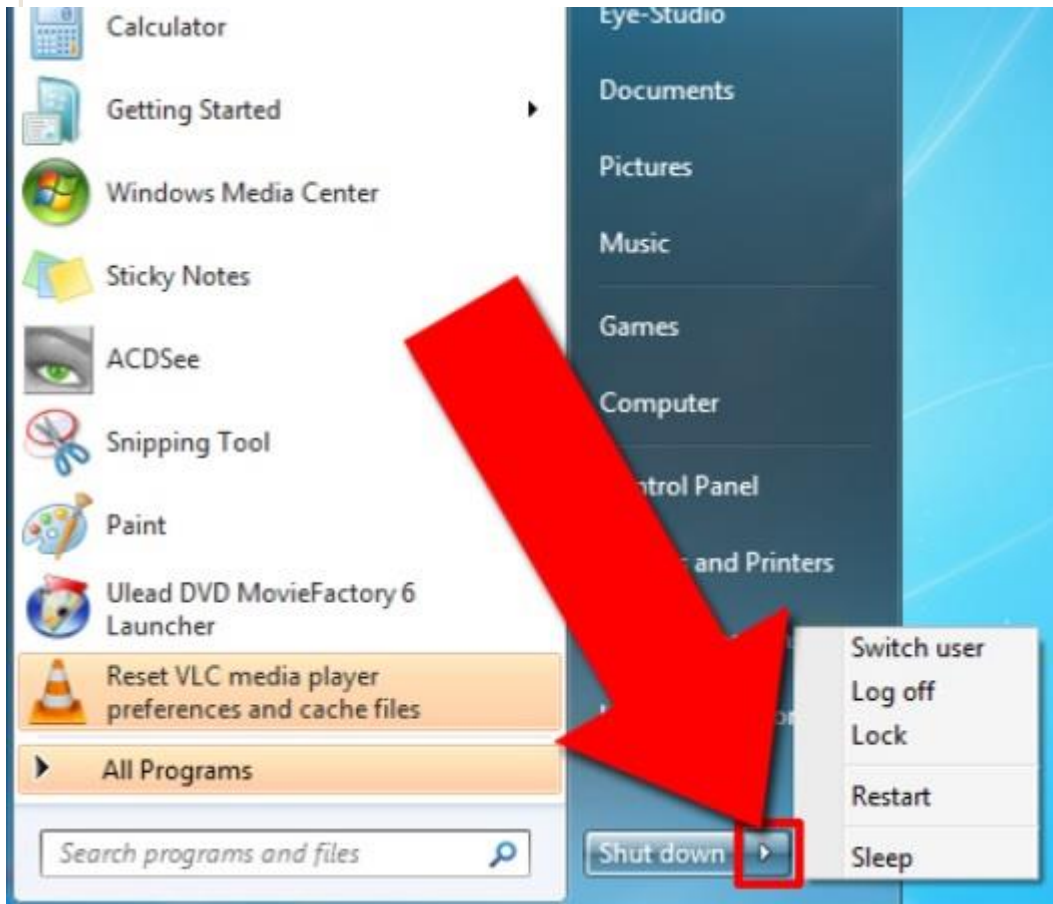 Calculator
Getting Started
Windows Media Center
Sticky Notes
ACDSee
Snipping Tool
Paint
Ulead DVD MovieFactory 6
Launcher
Reset VLC media player
preferences and cache files
All Programs
Search programs and files
Eye-Studio
Documents
Pictures
Music
Games
Computer
ntrol Panel
and Printers
Shut down
Switch user
Log off
Lock
Restart
Sleep